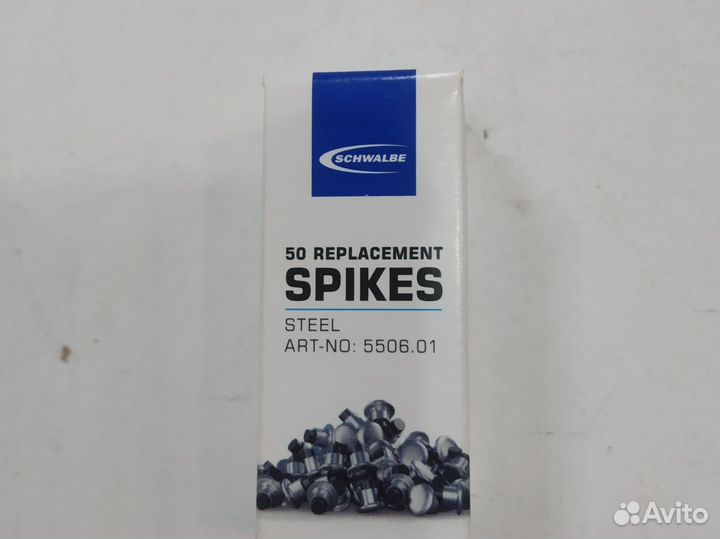 SCHWALBE
50 REPLACEMENT
SPIKES
STEEL
ART-NO: 5506.01
Avito